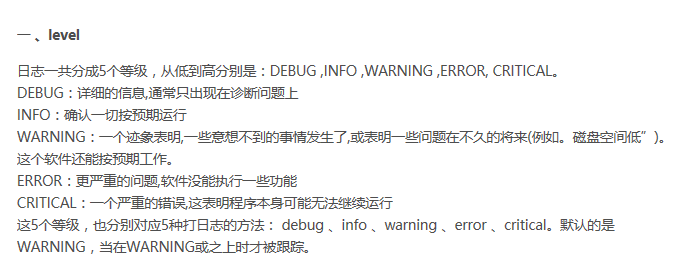 一 、level
日志一共分成5个等级，从低到高分别是：DEBUG ,INFO ,WARNING ,ERROR, CRITICAL。
DEBUG：详细的信息,通常只出现在诊断问题上
INFO：确认一切按预期运行
WARNING：一个迹象表明,一些意想不到的事情发生了,或表明一些问题在不久的将来(例如。磁盘空间低”)。
这个软件还能按预期工作。
ERROR：更严重的问题,软件没能执行一些功能
CRITICAL：一个严重的错误,这表明程序本身可能无法继续运行
这5个等级，也分别对应5种打日志的方法： debug 、info 、warning 、error 、critical。默认的是
WARNING，当在WARNING或之上时才被跟踪。